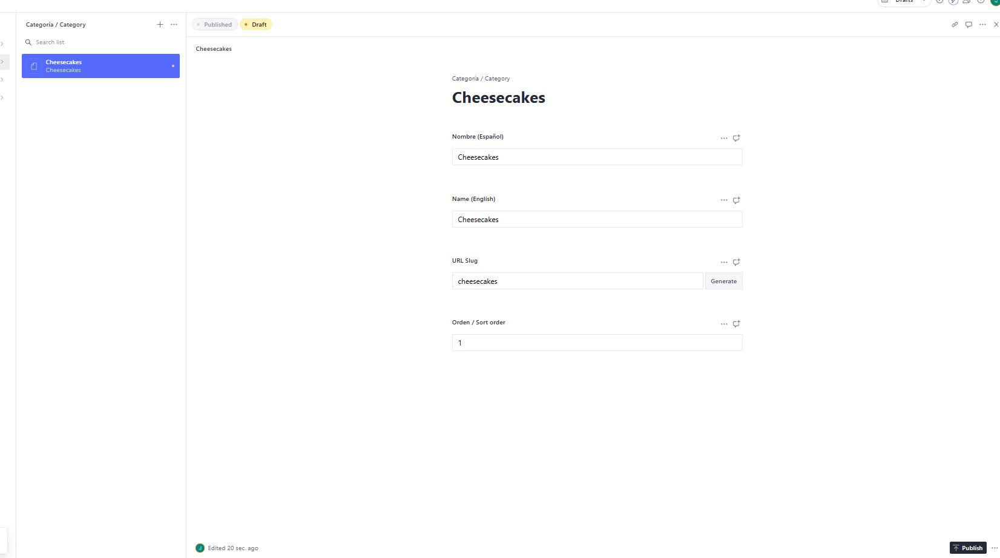 Drafts
Categoría / Category
Search list
Cheesecakes
Cheesecakes
Published
Draft
Cheesecakes
Categoría / Category
Cheesecakes
Nombre (Español)
Cheesecakes
Name (English)
Cheesecakes
URL Slug
cheesecakes
Generate
Orden / Sort order
1
J
Edited 20 sec. ago
Publish